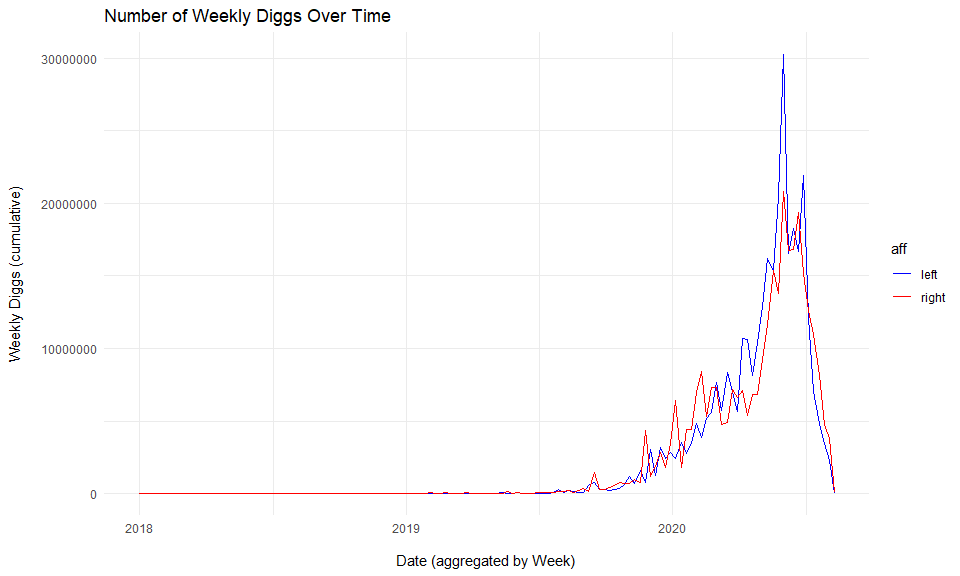 Number of Weekly Diggs Over Time
Weekly Diggs (cumulative)
30000000
20000000
10000000
0
2018
2019
2020
Date (aggregated by Week)
aff
left
right